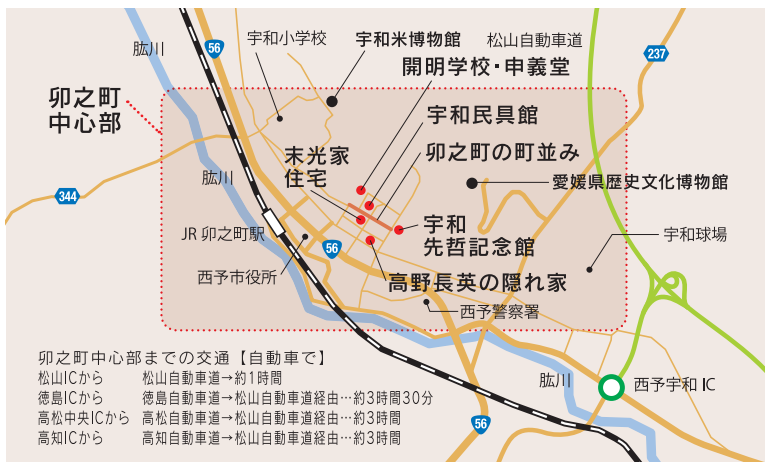 肱川
56
宇和小学校
宇和米博物館
松山自動車道
237
開明学校・申義堂
卯之町
中心部
宇和民具館
末光家
住宅
卯之町の町並み
肱川
愛媛県歴史文化博物館
344
JR 卯之町駅
56
宇和
先哲記念館
宇和球場
西予市役所
高野長英の隠れ家
西予警察署
卯之町中心部までの交通【自動車で】
松山ICから 松山自動車道→約1時間
徳島ICから 徳島自動車道→松山自動車道経由…約3時間30分
高松中央ICから 高松自動車道→松山自動車道経由…約3時間
高知ICから 高知自動車道→松山自動車道経由…約3時間
肱川
西予宇和 IC
56